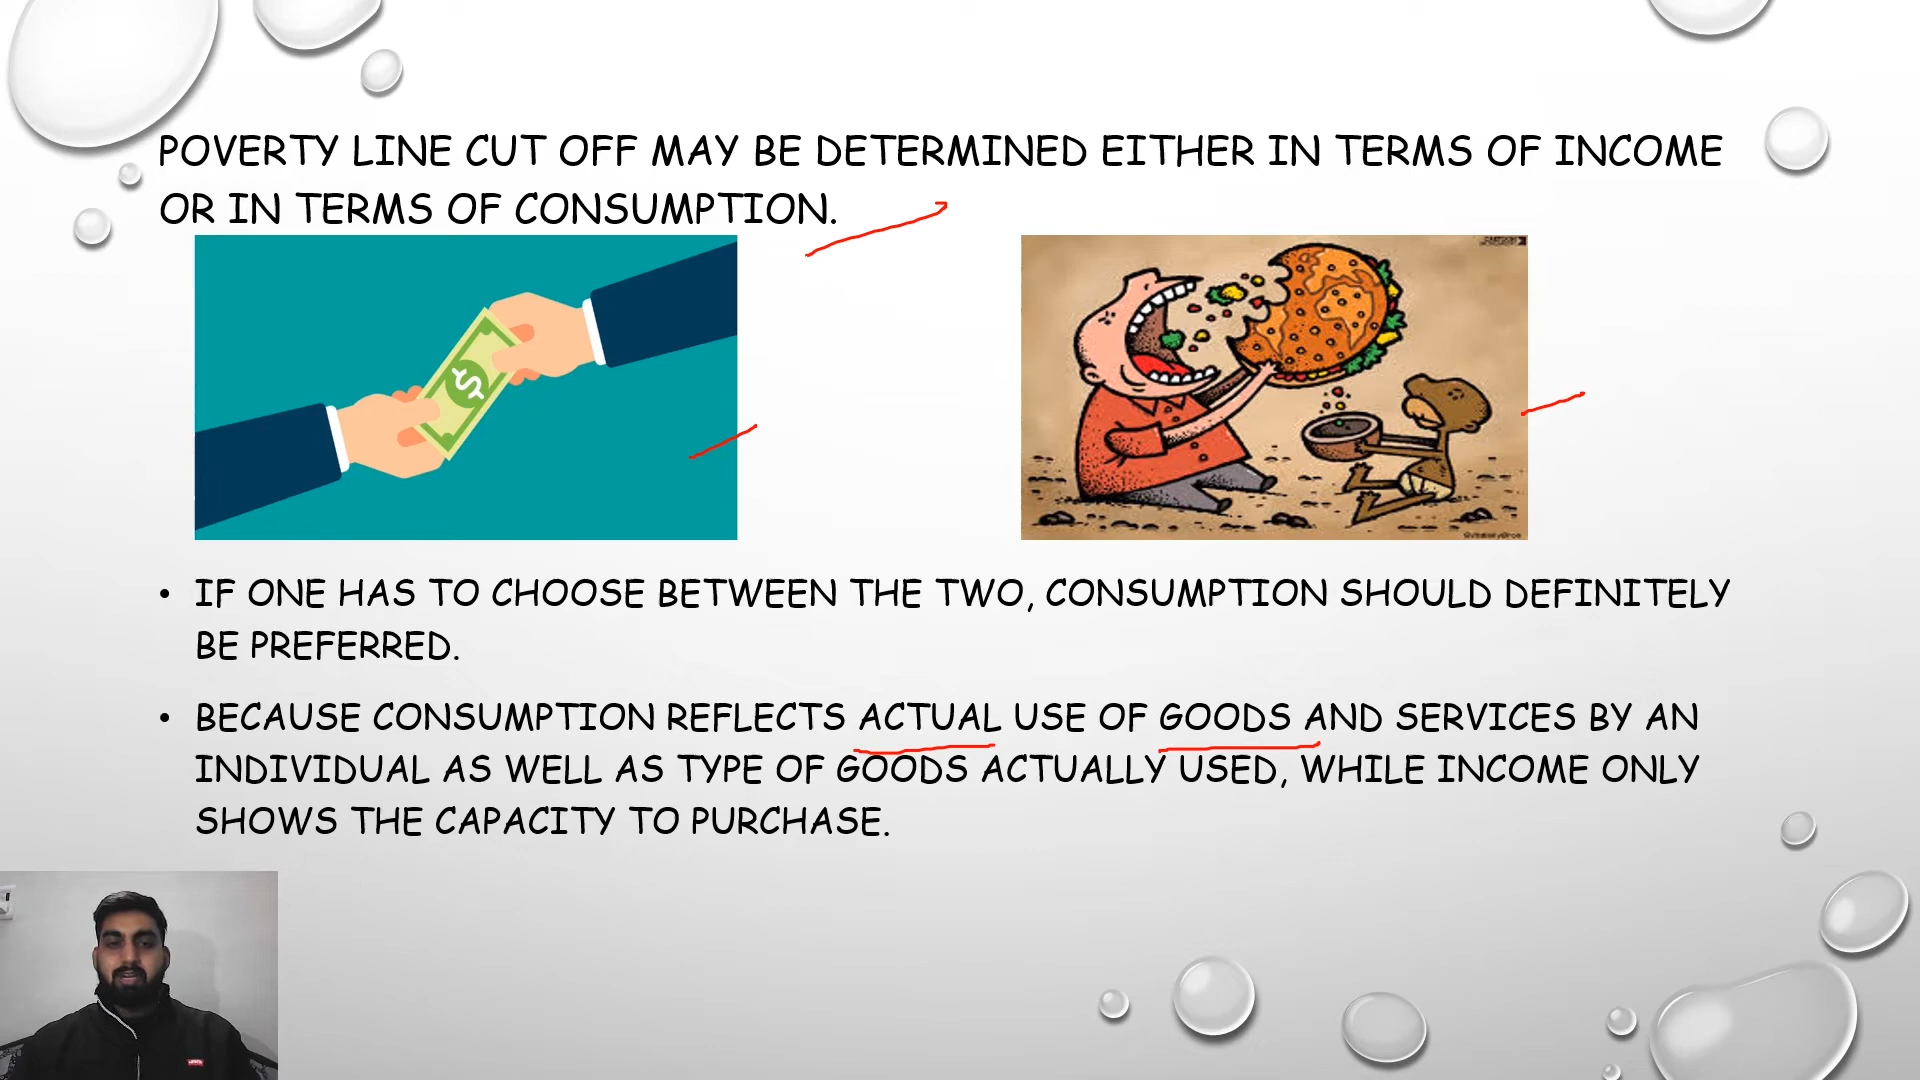 POVERTY LINE CUT OFF MAY BE DETERMINED EITHER IN TERMS OF INCOME
OR IN TERMS OF CONSUMPTION.
$
• IF ONE HAS TO CHOOSE BETWEEN THE TWO, CONSUMPTION SHOULD DEFINITELY
BE PREFERRED.
• BECAUSE CONSUMPTION REFLECTS ACTUAL USE OF GOODS AND SERVICES BY AN
INDIVIDUAL AS WELL AS TYPE OF GOODS ACTUALLY USED, WHILE INCOME ONLY
SHOWS THE CAPACITY TO PURCHASE.